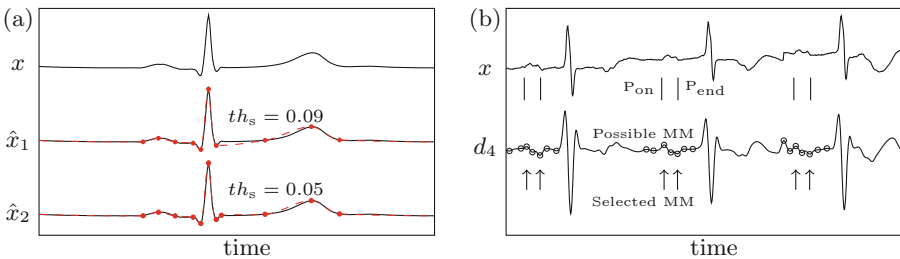 (a)
x
x̂₁
th_s = 0.09
x̂₂
th_s = 0.05
time
(b)
x
P_on
P_end
d₄
Possible MM
Selected MM
time